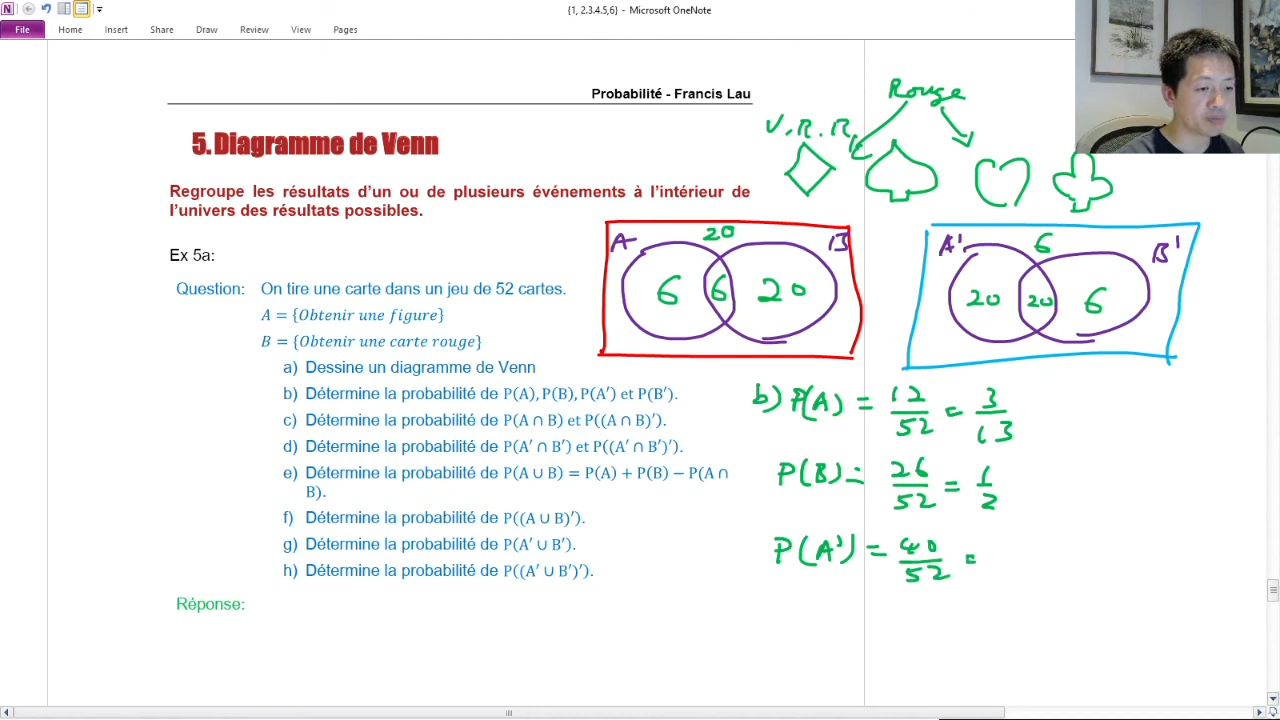 {1, 2.3.4.5,6} - Microsoft OneNote
File Home Insert Share Draw Review View Pages
Probabilité - Francis Lau
5. Diagramme de Venn
Regroupe les résultats d'un ou de plusieurs événements à l'intérieur de
l'univers des résultats possibles.
Ex 5a:
Question: On tire une carte dans un jeu de 52 cartes.
A = {Obtenir une figure}
B = {Obtenir une carte rouge}
a) Dessine un diagramme de Venn
b) Détermine la probabilité de P(A), P(B), P(A′) et P(B′).
c) Détermine la probabilité de P(A ∩ B) et P((A ∩ B)′).
d) Détermine la probabilité de P(A′ ∩ B′) et P((A′ ∩ B′)′).
e) Détermine la probabilité de P(A ∪ B) = P(A) + P(B) − P(A ∩
B).
f) Détermine la probabilité de P((A ∪ B)′).
g) Détermine la probabilité de P(A′ ∪ B′).
h) Détermine la probabilité de P((A′ ∪ B′)′).
Réponse:
Rouge
V.R.R
A 20 B
6 6 20
A' 6 B'
20 20 6
b) P(A) = 12/52 = 3/13
P(B) = 26/52 = 1/2
P(A') = 40/52 =